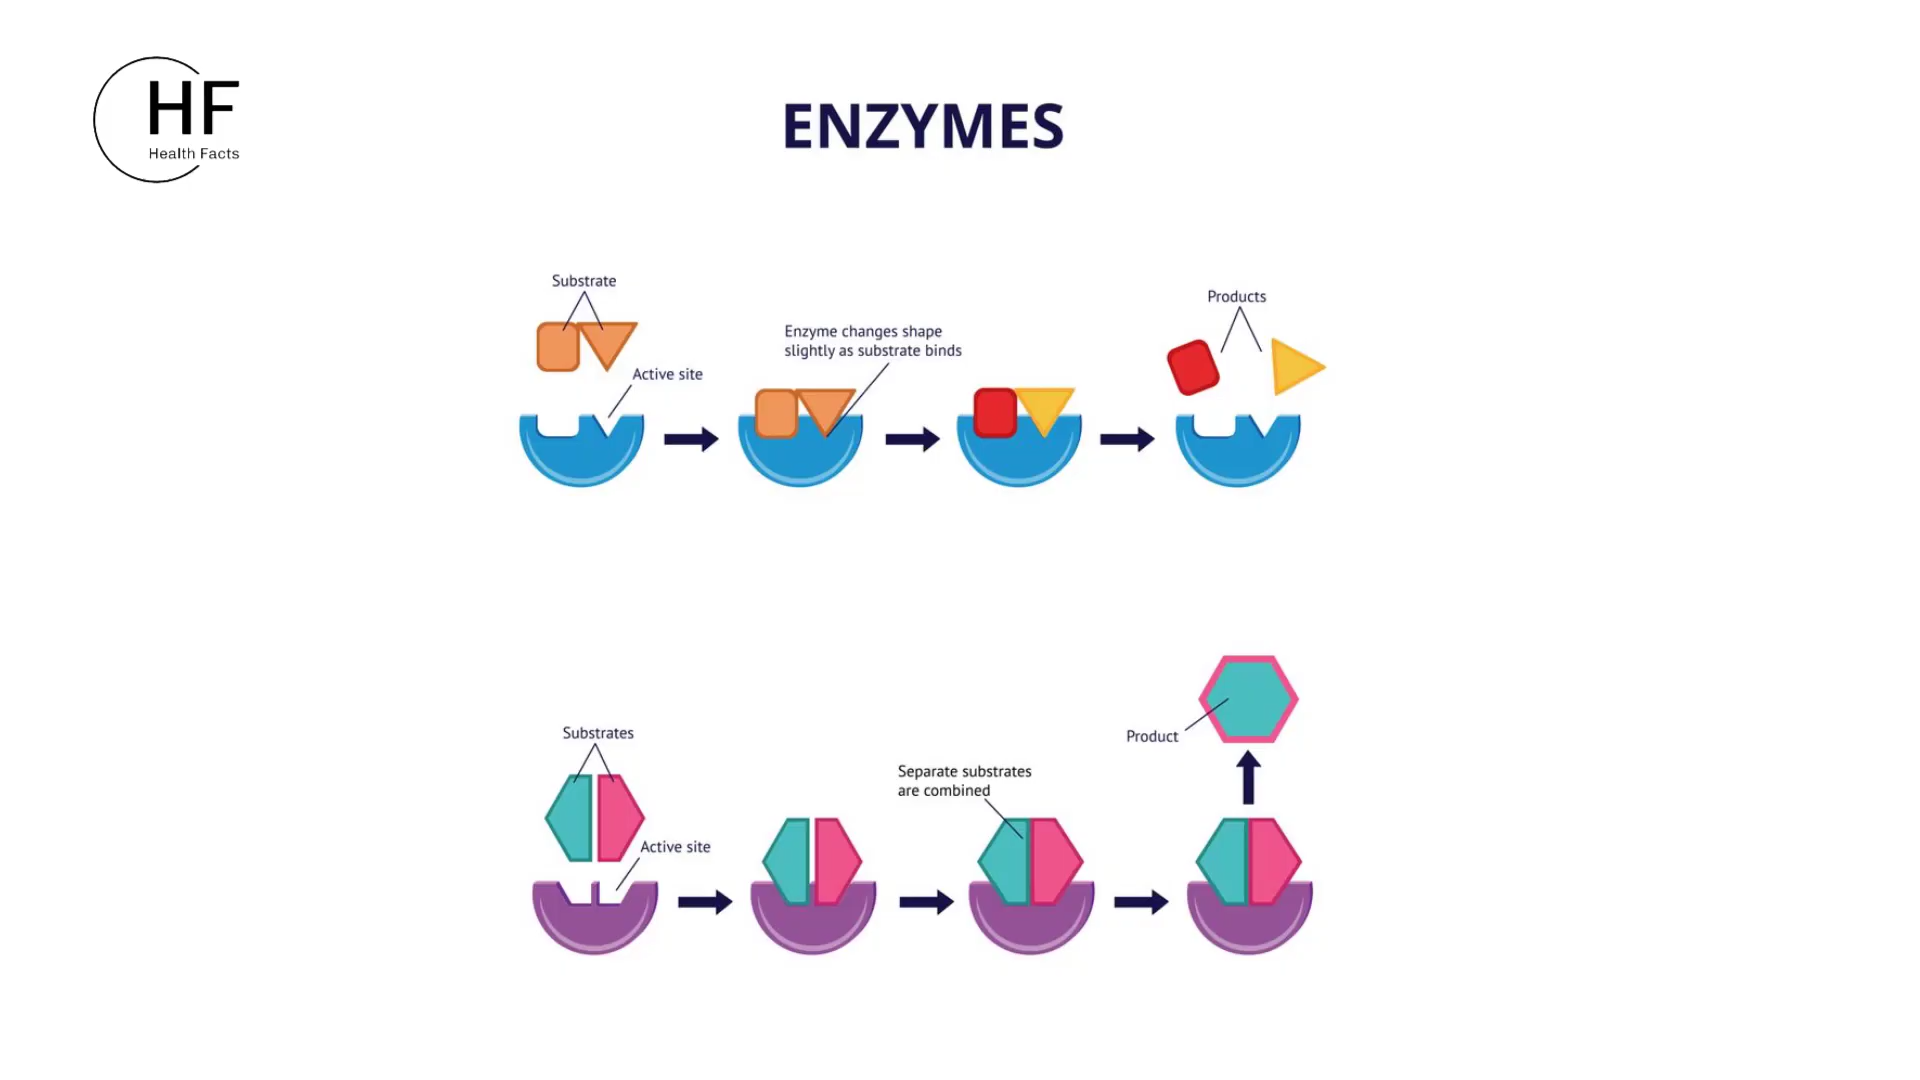 HF
Health Facts
ENZYMES
Substrate
Active site
Enzyme changes shape
slightly as substrate binds
Products
Substrates
Active site
Separate substrates
are combined
Product